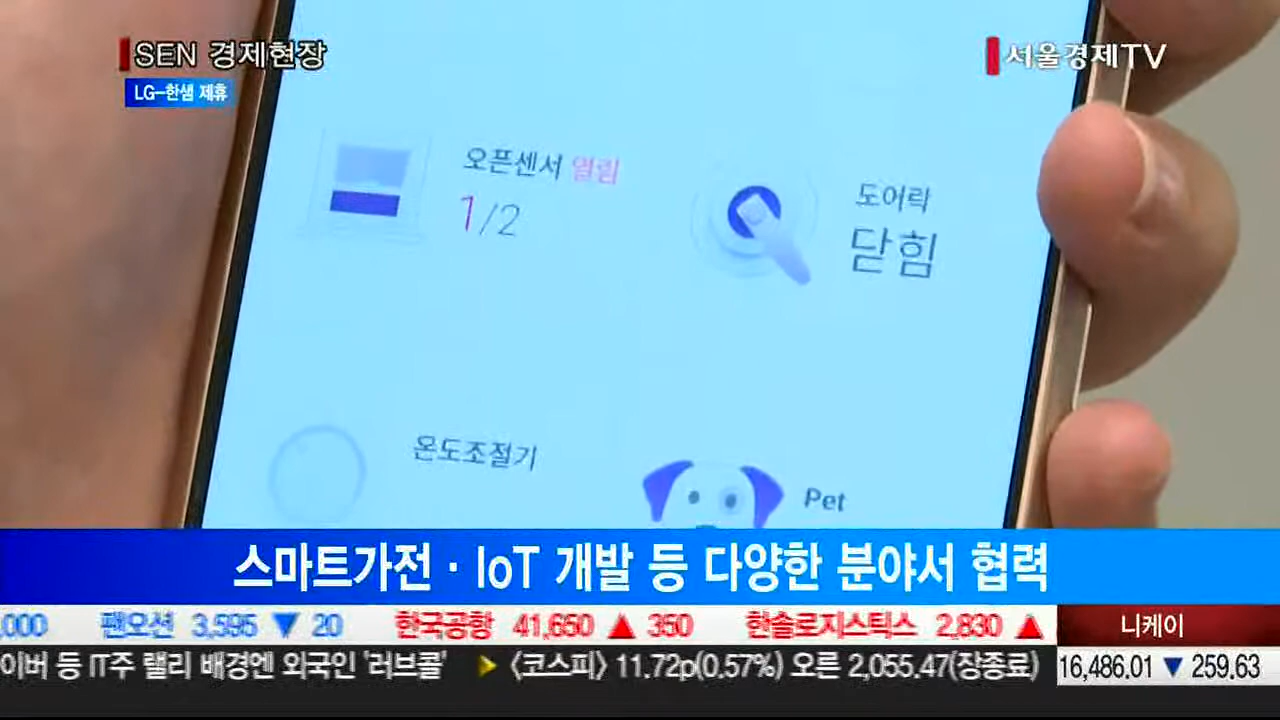 SEN 경제현장
서울경제TV
LG-한샘 제휴
오픈센서 열림
1/2
도어락
닫힘
온도조절기
Pet
스마트가전·IoT 개발 등 다양한 분야서 협력
,000 팬오션 3,595 ▼ 20 한국공항 41,650 ▲ 350 한솔로지스틱스 2,830 ▲
니케이
이버 등 IT주 랠리 배경엔 외국인 '러브콜' ▶ 〈코스피〉 11.72p(0.57%) 오른 2,055.47(장종료)
16,486.01 ▼ 259.63